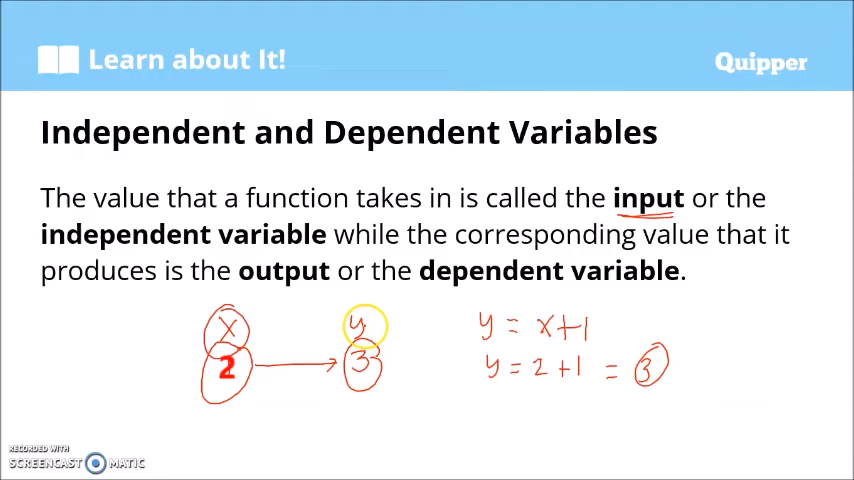 Learn about It!
Quipper
Independent and Dependent Variables
The value that a function takes in is called the input or the
independent variable while the corresponding value that it
produces is the output or the dependent variable.
x y y = x+1
2 3 y = 2 +1 = 3
RECORDED WITH
SCREENCAST MATIC